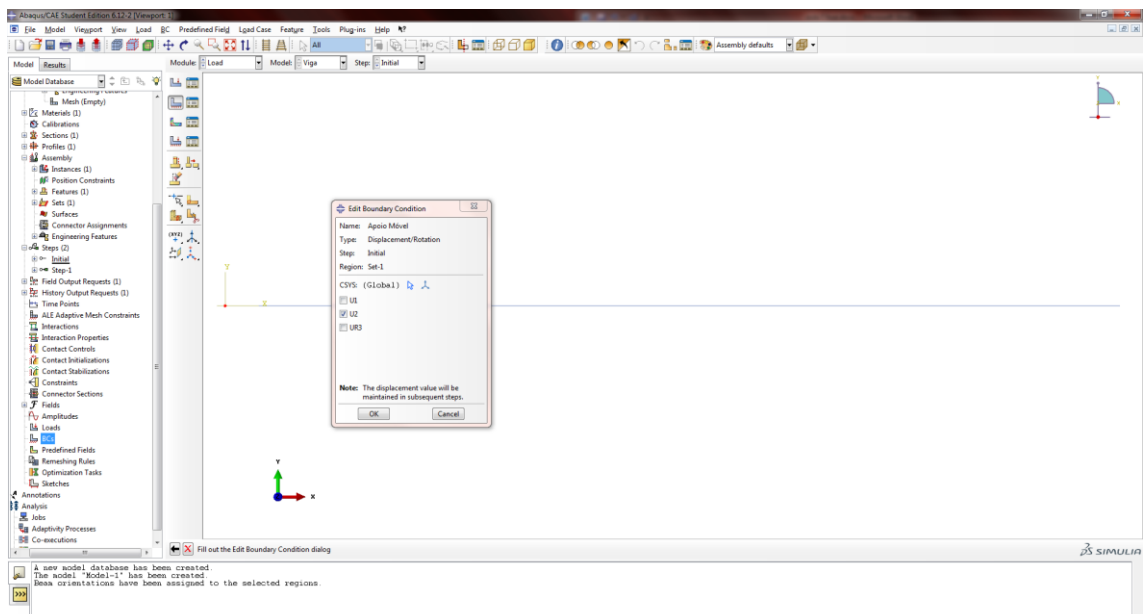 Abaqus/CAE Student Edition 6.12-2 [Viewport: 1]
File Model Viewport View Load BC Predefined Field Load Case Feature Tools Plug-ins Help
All
Assembly defaults
Model Results
Module: Load Model: Viga Step: Initial
Model Database
Engineering Features
Mesh (Empty)
Materials (1)
Calibrations
Sections (1)
Profiles (1)
Assembly
Instances (1)
Position Constraints
Features (1)
Sets (1)
Surfaces
Connector Assignments
Engineering Features
Steps (2)
Initial
Step-1
Field Output Requests (1)
History Output Requests (1)
Time Points
ALE Adaptive Mesh Constraints
Interactions
Interaction Properties
Contact Controls
Contact Initializations
Contact Stabilizations
Constraints
Connector Sections
Fields
Amplitudes
Loads
BCs
Predefined Fields
Remeshing Rules
Optimization Tasks
Sketches
Annotations
Analysis
Jobs
Adaptivity Processes
Co-executions
(XYZ)
Y
X
Edit Boundary Condition
Name: Apoio Móvel
Type: Displacement/Rotation
Step: Initial
Region: Set-1
CSYS: (Global)
U1
U2
UR3
Note: The displacement value will be
maintained in subsequent steps.
OK Cancel
Y
X
Fill out the Edit Boundary Condition dialog
SIMULIA
A new model database has been created.
The model "Model-1" has been created.
Beam orientations have been assigned to the selected regions.
>>>